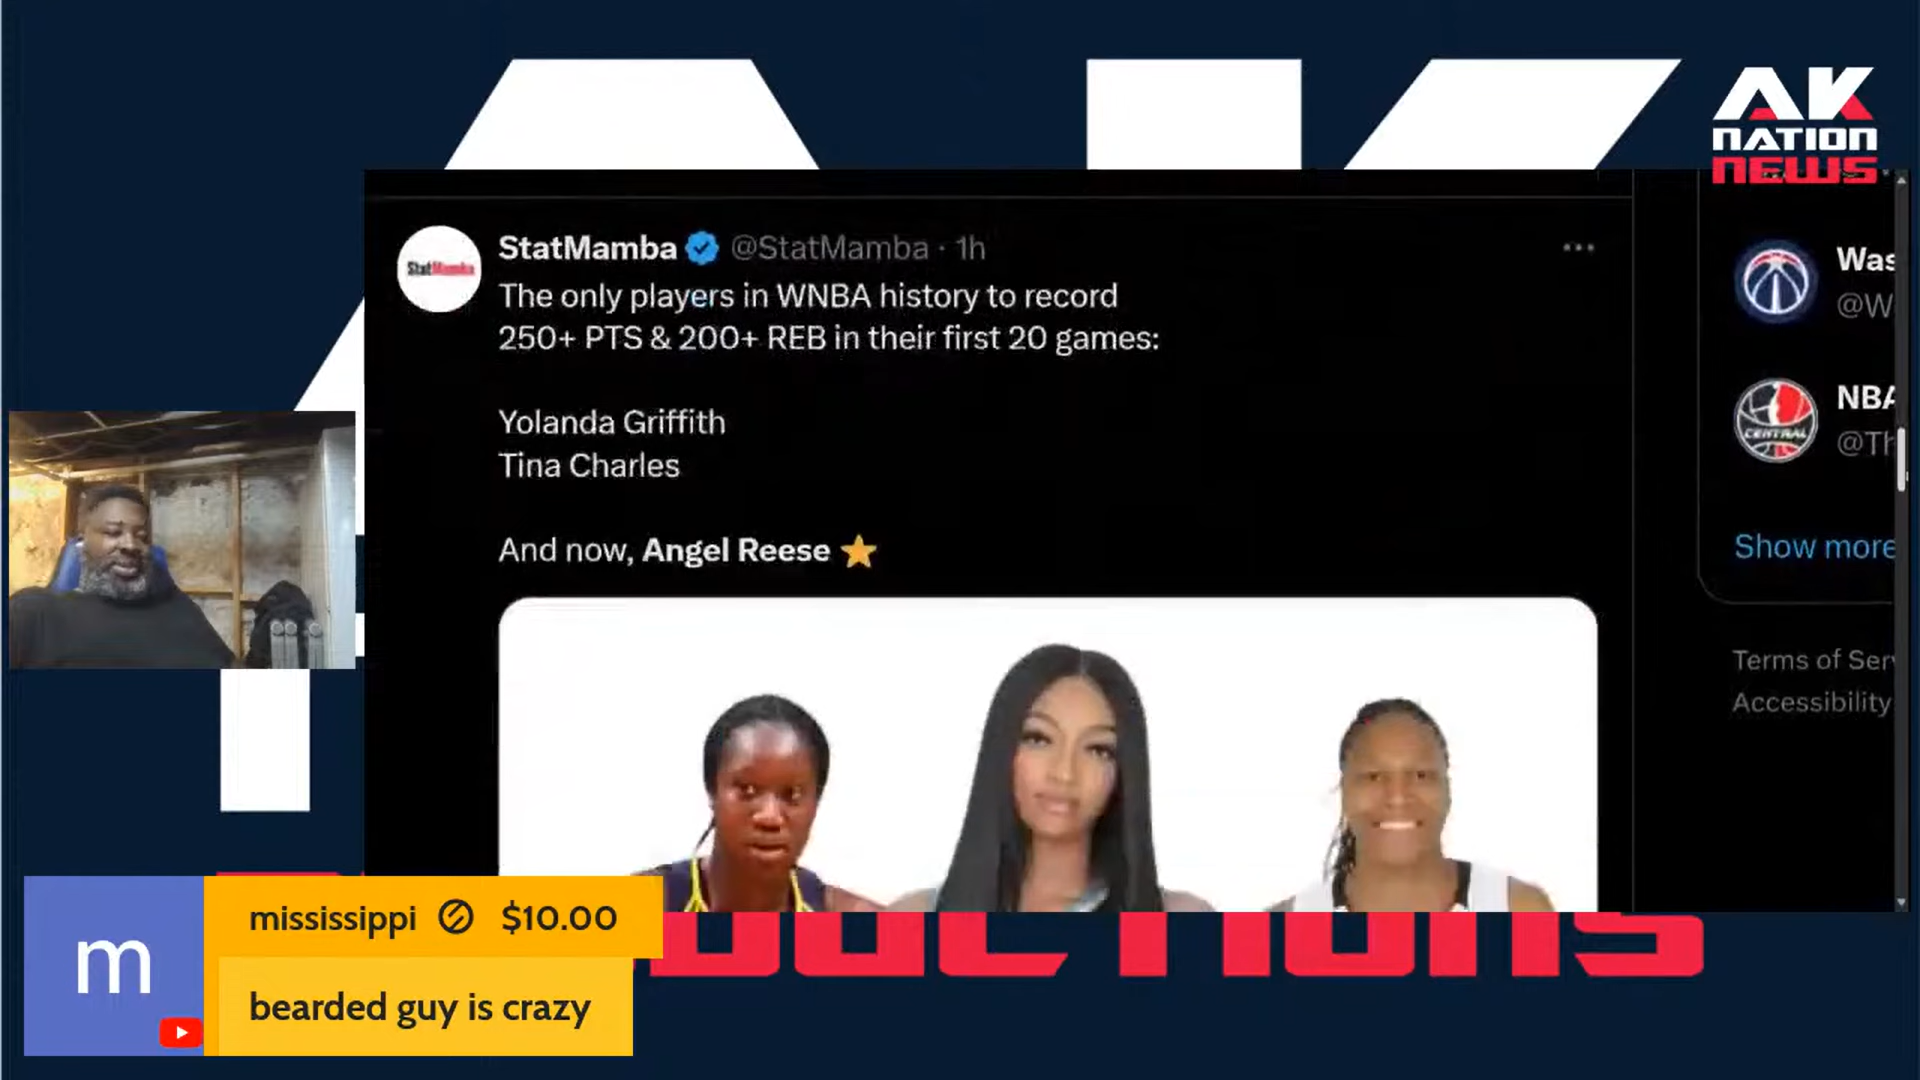 AK
NATION
NEWS
StatMamba @StatMamba · 1h
StatMamba
The only players in WNBA history to record
250+ PTS & 200+ REB in their first 20 games:
Yolanda Griffith
Tina Charles
And now, Angel Reese
Was
@W
NBA
@Th
CENTRAL
Show more
Terms of Ser
Accessibility
mississippi $10.00
m
bearded guy is crazy